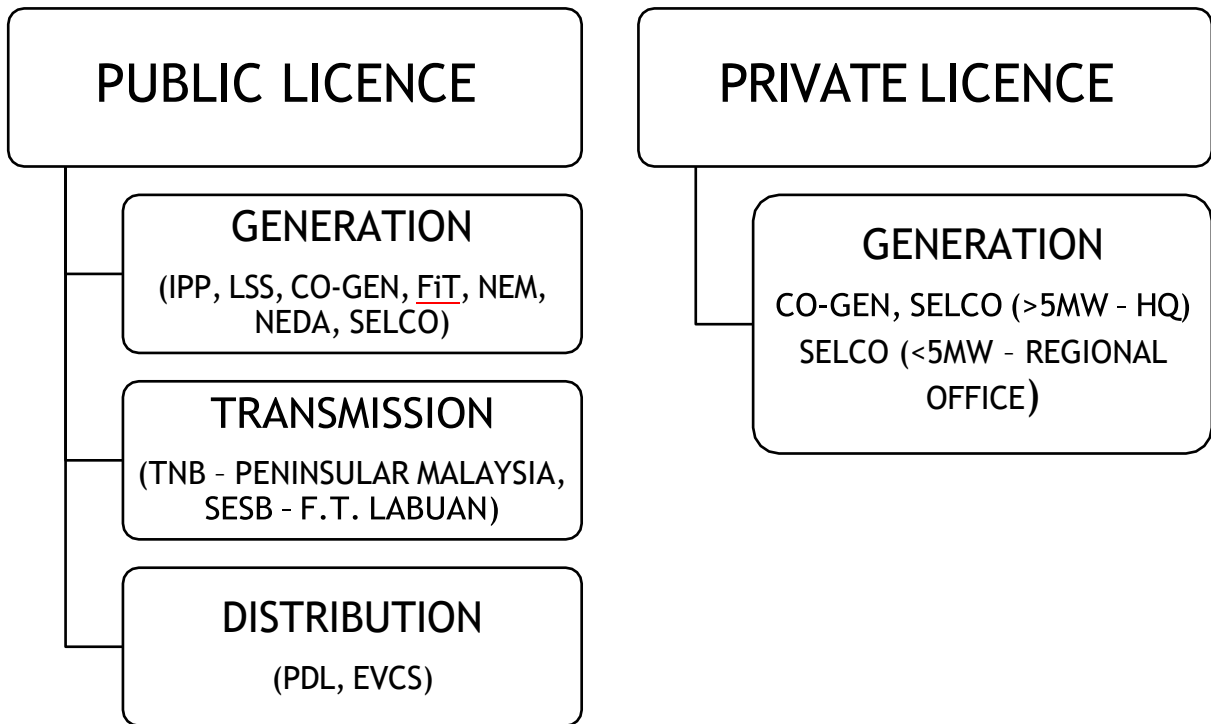 PUBLIC LICENCE
GENERATION
(IPP, LSS, CO-GEN, FiT, NEM,
NEDA, SELCO)
TRANSMISSION
(TNB – PENINSULAR MALAYSIA,
SESB – F.T. LABUAN)
DISTRIBUTION
(PDL, EVCS)
PRIVATE LICENCE
GENERATION
CO-GEN, SELCO (>5MW – HQ)
SELCO (<5MW – REGIONAL
OFFICE)